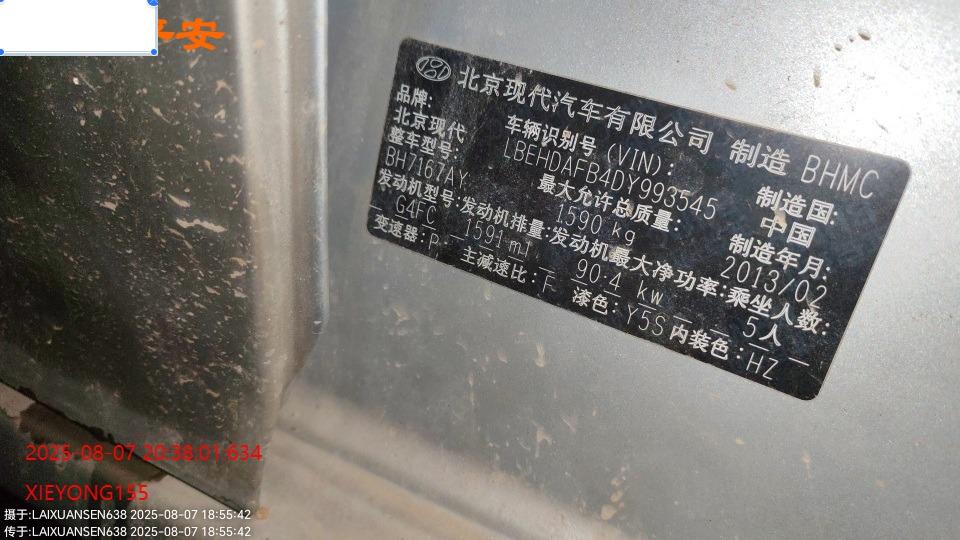 平安
北京现代汽车有限公司 制造 BHMC
品牌:
北京现代
车辆识别号(VIN):
LBEHDAFB4DY993545
制造国:
中国
整车型号:
BH7167AY
最大允许总质量:
1590 kg
制造年月:
2013/02
发动机型号:
G4FC
发动机排量:
1591 ml
发动机最大净功率:
90.4 kw
乘坐人数:
5人
变速器: P 主减速比: F 漆色: Y5S 内装色: HZ
2025-08-07 20:38:01 634
XIEYONG155
摄于:LAIXUANSEN638 2025-08-07 18:55:42
传于:LAIXUANSEN638 2025-08-07 18:55:42